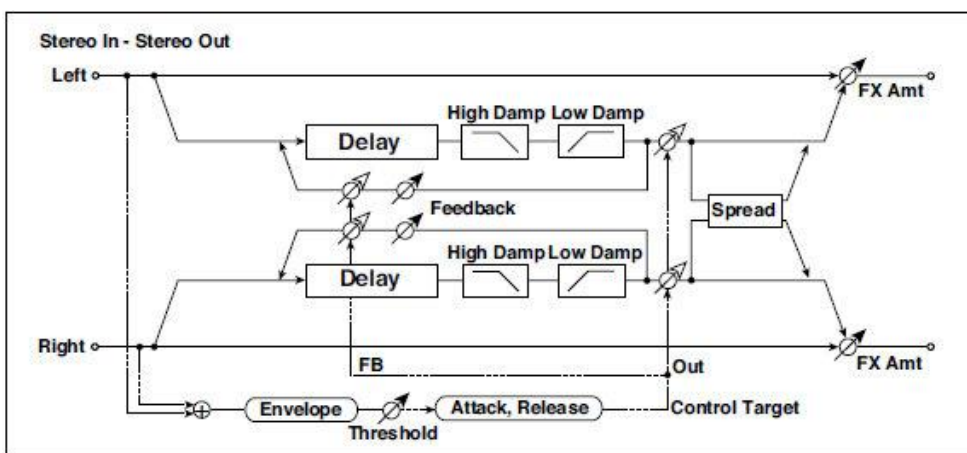 Stereo In - Stereo Out
Left
FX Amt
High Damp Low Damp
Delay
Feedback
Spread
High Damp Low Damp
Delay
Right
FB
Out
FX Amt
Envelope
Threshold
Attack, Release
Control Target